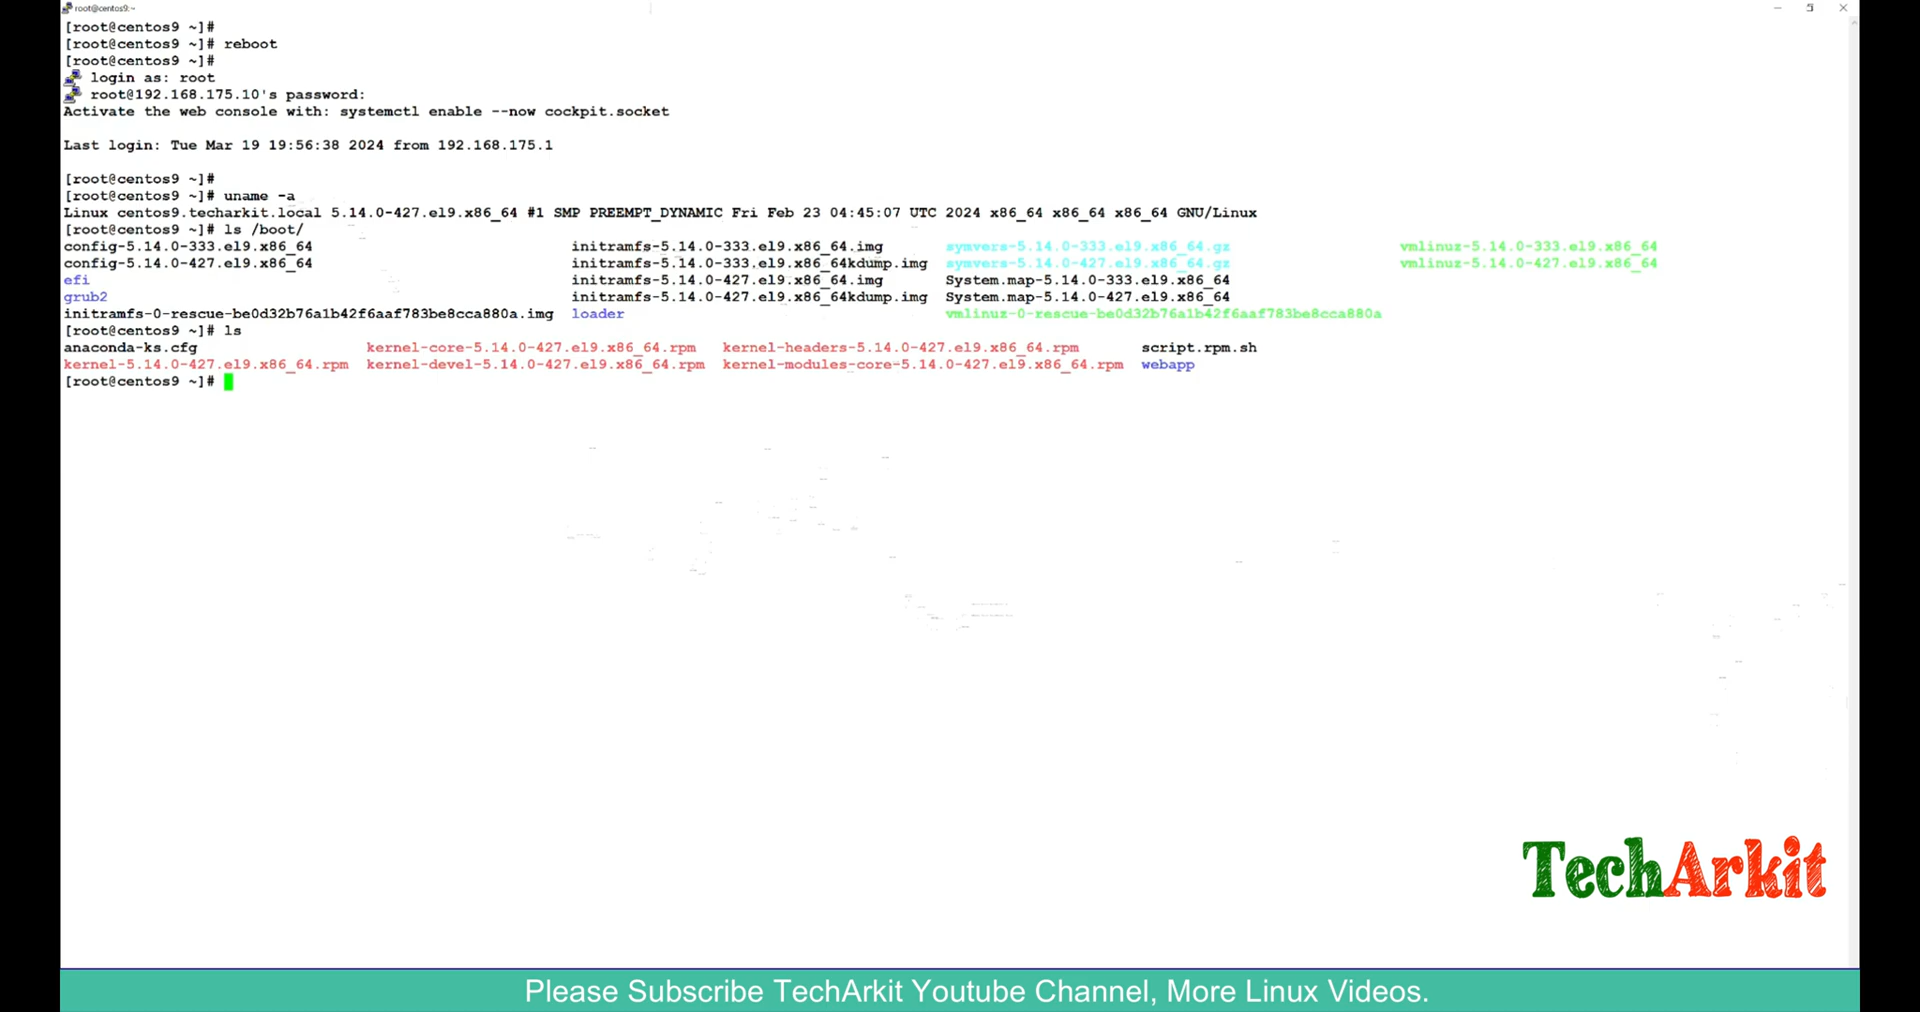 root@centos9:~
[root@centos9 ~]#
[root@centos9 ~]# reboot
[root@centos9 ~]#
login as: root
root@192.168.175.10's password:
Activate the web console with: systemctl enable --now cockpit.socket
Last login: Tue Mar 19 19:56:38 2024 from 192.168.175.1
[root@centos9 ~]#
[root@centos9 ~]# uname -a
Linux centos9.techarkit.local 5.14.0-427.el9.x86_64 #1 SMP PREEMPT_DYNAMIC Fri Feb 23 04:45:07 UTC 2024 x86_64 x86_64 x86_64 GNU/Linux
[root@centos9 ~]# ls /boot/
config-5.14.0-333.el9.x86_64 initramfs-5.14.0-333.el9.x86_64.img symvers-5.14.0-333.el9.x86_64.gz vmlinuz-5.14.0-333.el9.x86_64
config-5.14.0-427.el9.x86_64 initramfs-5.14.0-333.el9.x86_64kdump.img symvers-5.14.0-427.el9.x86_64.gz vmlinuz-5.14.0-427.el9.x86_64
efi initramfs-5.14.0-427.el9.x86_64.img System.map-5.14.0-333.el9.x86_64
grub2 initramfs-5.14.0-427.el9.x86_64kdump.img System.map-5.14.0-427.el9.x86_64
initramfs-0-rescue-be0d32b76a1b42f6aaf783be8cca880a.img loader vmlinuz-0-rescue-be0d32b76a1b42f6aaf783be8cca880a
[root@centos9 ~]# ls
anaconda-ks.cfg kernel-core-5.14.0-427.el9.x86_64.rpm kernel-headers-5.14.0-427.el9.x86_64.rpm script.rpm.sh
kernel-5.14.0-427.el9.x86_64.rpm kernel-devel-5.14.0-427.el9.x86_64.rpm kernel-modules-core-5.14.0-427.el9.x86_64.rpm webapp
[root@centos9 ~]#
TechArkit
Please Subscribe TechArkit Youtube Channel, More Linux Videos.